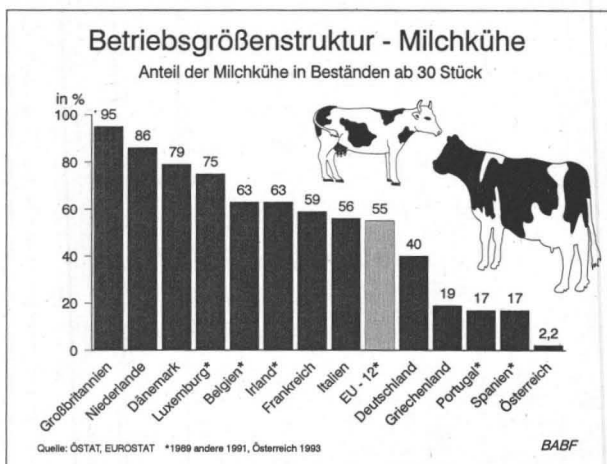 Betriebsgrößenstruktur - Milchkühe
Anteil der Milchkühe in Beständen ab 30 Stück
in %
100
80
60
40
20
0
95
86
79
75
63
63
59
56
55
40
19
17
17
2,2
Großbritannien
Niederlande
Dänemark
Luxemburg*
Belgien*
Irland*
Frankreich
Italien
EU - 12*
Deutschland
Griechenland
Portugal*
Spanien*
Österreich
Quelle: ÖSTAT, EUROSTAT *1989 andere 1991, Österreich 1993
BABF